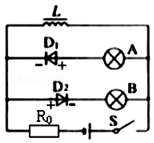 L
D₁ A
- +
D₂ B
+ -
R₀ S